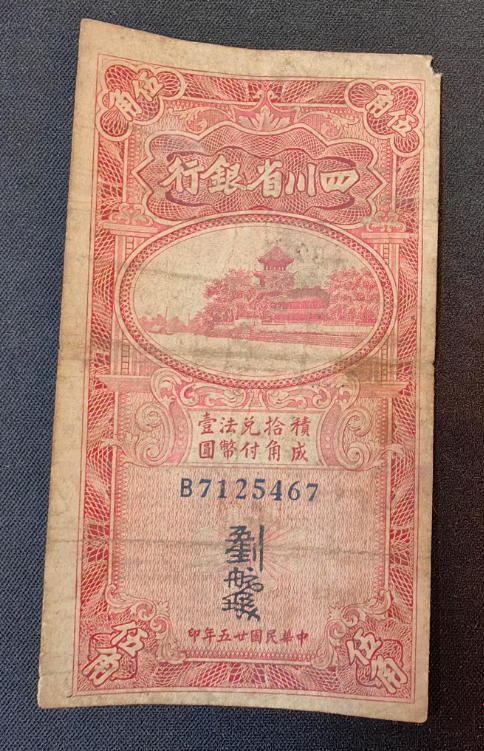 伍角
伍角
四川省銀行
積成拾角兌付法幣壹圓
B7125467
劉航琛
中華民國廿五年印
伍角
伍角